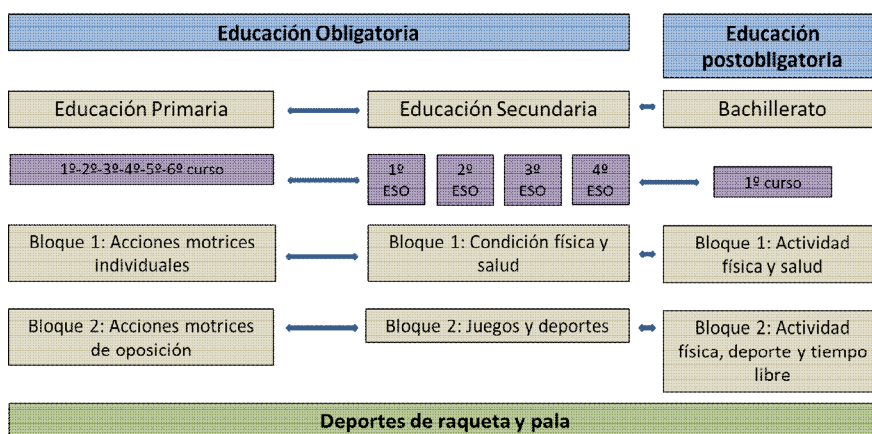 Educación Obligatoria
Educación
postobligatoria
Educación Primaria
Educación Secundaria
Bachillerato
1º-2º-3º-4º-5º-6º curso
1º
ESO
2º
ESO
3º
ESO
4º
ESO
1º curso
Bloque 1: Acciones motrices
individuales
Bloque 1: Condición física y
salud
Bloque 1: Actividad
física y salud
Bloque 2: Acciones motrices
de oposición
Bloque 2: Juegos y deportes
Bloque 2: Actividad
física, deporte y tiempo
libre
Deportes de raqueta y pala